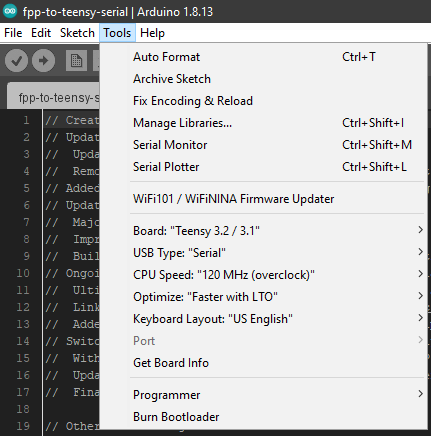 fpp-to-teensy-serial | Arduino 1.8.13
File Edit Sketch Tools Help
fpp-to-teensy-s
Auto Format Ctrl+T
Archive Sketch
Fix Encoding & Reload
Manage Libraries... Ctrl+Shift+I
Serial Monitor Ctrl+Shift+M
Serial Plotter Ctrl+Shift+L
WiFi101 / WiFiNINA Firmware Updater
Board: "Teensy 3.2 / 3.1"
USB Type: "Serial"
CPU Speed: "120 MHz (overclock)"
Optimize: "Faster with LTO"
Keyboard Layout: "US English"
Port
Get Board Info
Programmer
Burn Bootloader
1 // Creat
2 // Updat
3 // Upda
4 // Remo
5 // Added
6 // Updat
7 // Majo
8 // Impr
9 // Buil
10 // Ongoi
11 // Ulti
12 // Link
13 // Adde
14 // Switc
15 // With
16 // Upda
17 // Fina
18
19 // Other